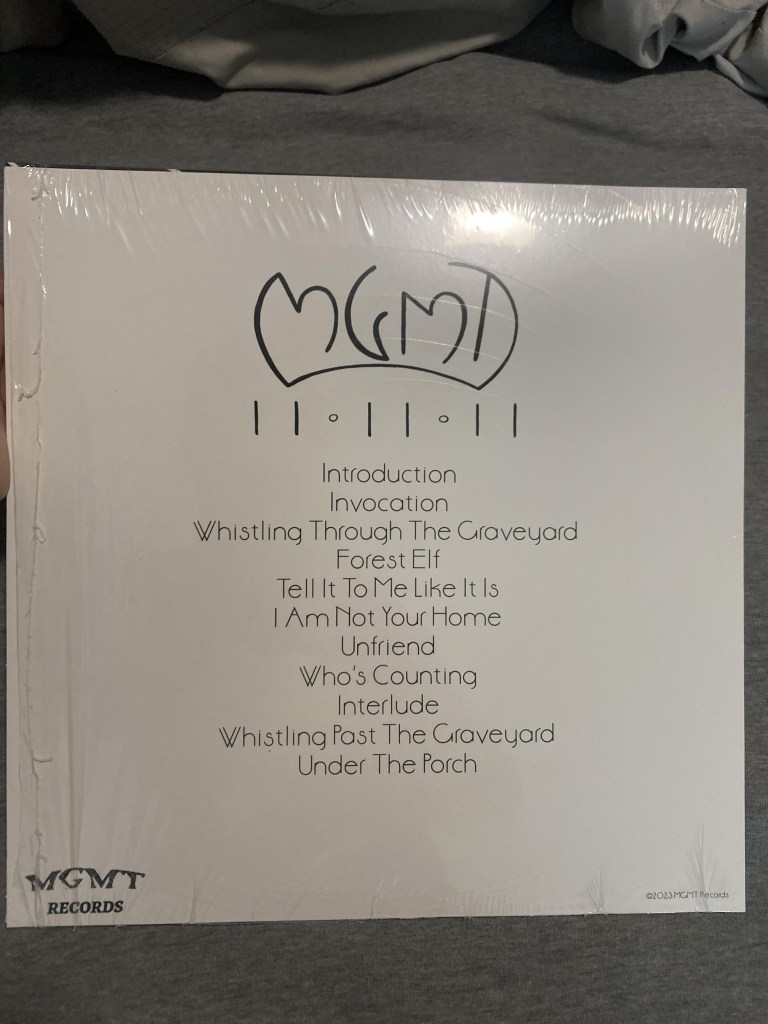 MGMT
11•11•11
Introduction
Invocation
Whistling Through The Graveyard
Forest Elf
Tell It To Me Like It Is
I Am Not Your Home
Unfriend
Who's Counting
Interlude
Whistling Past The Graveyard
Under The Porch
MGMT
RECORDS
©2023 MGMT Records